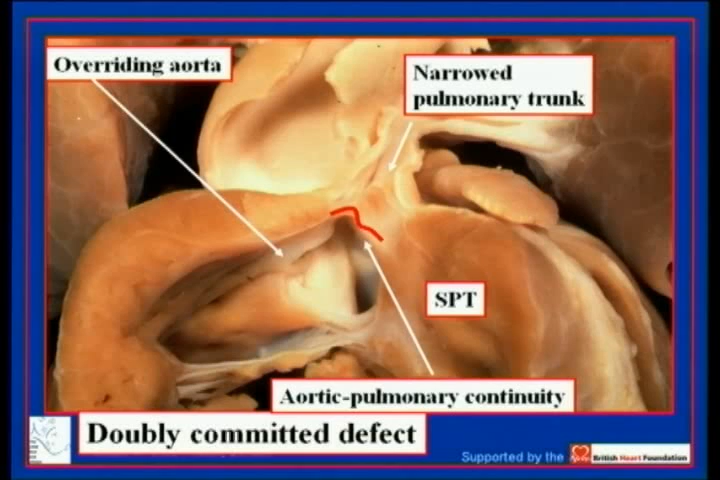 Overriding aorta
Narrowed
pulmonary trunk
SPT
Aortic-pulmonary continuity
Doubly committed defect
Supported by the
British Heart Foundation